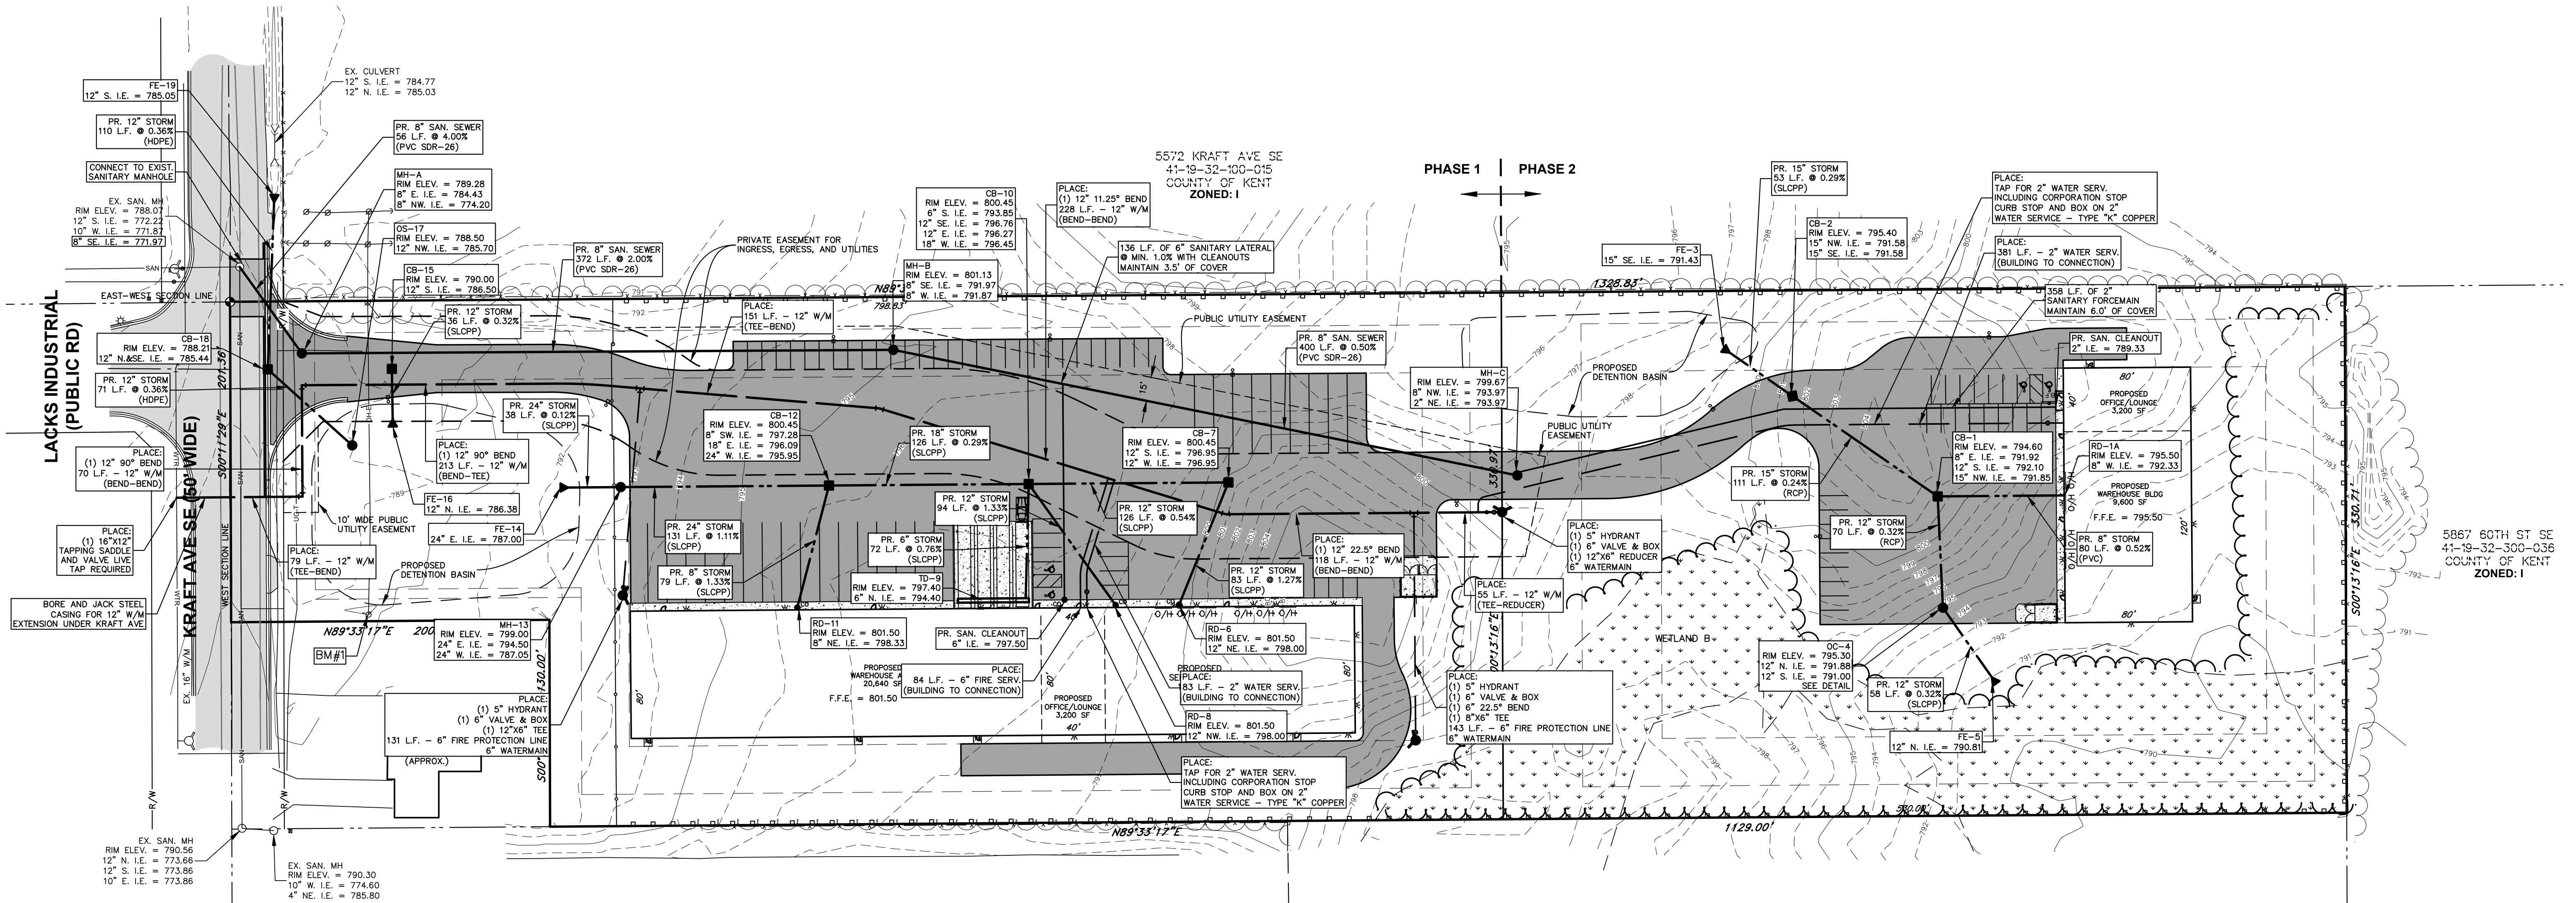 FE-19
12" S. I.E. = 785.05
PR. 12" STORM
110 L.F. @ 0.36%
(HDPE)
CONNECT TO EXIST.
SANITARY MANHOLE
EX. SAN. MH
RIM ELEV. = 788.07
12" S. I.E. = 772.22
10" W. I.E. = 771.87
8" SE. I.E. = 771.97
EX. CULVERT
12" S. I.E. = 784.77
12" N. I.E. = 785.03
PR. 8" SAN. SEWER
56 L.F. @ 4.00%
(PVC SDR-26)
MH-A
RIM ELEV. = 789.28
8" E. I.E. = 784.43
8" NW. I.E. = 774.20
OS-17
RIM ELEV. = 788.50
12" NW. I.E. = 785.70
CB-15
RIM ELEV. = 790.00
12" S. I.E. = 786.50
PR. 12" STORM
36 L.F. @ 0.32%
(SLCPP)
PR. 8" SAN. SEWER
372 L.F. @ 2.00%
(PVC SDR-26)
PRIVATE EASEMENT FOR
INGRESS, EGRESS, AND UTILITIES
PLACE:
151 L.F. - 12" W/M
(TEE-BEND)
CB-10
RIM ELEV. = 800.45
6" S. I.E. = 793.85
12" SE. I.E. = 796.76
12" E. I.E. = 796.27
18" W. I.E. = 796.45
MH-B
RIM ELEV. = 801.13
8" SE. I.E. = 791.97
8" W. I.E. = 791.87
PLACE:
(1) 12" 11.25° BEND
228 L.F. - 12" W/M
(BEND-BEND)
136 L.F. OF 6" SANITARY LATERAL
@ MIN. 1.0% WITH CLEANOUTS
MAINTAIN 3.5' OF COVER
5572 KRAFT AVE SE
41-19-32-100-015
COUNTY OF KENT
ZONED: I
PHASE 1
PHASE 2
PUBLIC UTILITY EASEMENT
PR. 8" SAN. SEWER
400 L.F. @ 0.50%
(PVC SDR-26)
798.83'
1328.83'
FE-3
15" SE. I.E. = 791.43
PR. 15" STORM
53 L.F. @ 0.29%
(SLCPP)
CB-2
RIM ELEV. = 795.40
15" NW. I.E. = 791.58
15" SE. I.E. = 791.58
PLACE:
TAP FOR 2" WATER SERV.
INCLUDING CORPORATION STOP
CURB STOP AND BOX ON 2"
WATER SERVICE - TYPE "K" COPPER
PLACE:
381 L.F. - 2" WATER SERV.
(BUILDING TO CONNECTION)
358 L.F. OF 2"
SANITARY FORCEMAIN
MAINTAIN 6.0' OF COVER
PR. SAN. CLEANOUT
2" I.E. = 789.33
EAST-WEST SECTION LINE
LACKS INDUSTRIAL
(PUBLIC RD)
CB-18
RIM ELEV. = 788.21
12" N.&SE. I.E. = 785.44
PR. 12" STORM
71 L.F. @ 0.36%
(HDPE)
201.36'
S00°11'29"E
KRAFT AVE SE (50' WIDE)
WEST SECTION LINE
EX. 16" W/M
PLACE:
(1) 12" 90° BEND
70 L.F. - 12" W/M
(BEND-BEND)
PLACE:
(1) 16"X12"
TAPPING SADDLE
AND VALVE LIVE
TAP REQUIRED
BORE AND JACK STEEL
CASING FOR 12" W/M
EXTENSION UNDER KRAFT AVE
PLACE:
79 L.F. - 12" W/M
(TEE-BEND)
10' WIDE PUBLIC
UTILITY EASEMENT
PROPOSED
DETENTION BASIN
PLACE:
(1) 12" 90° BEND
213 L.F. - 12" W/M
(BEND-TEE)
FE-16
12" N. I.E. = 786.38
FE-14
24" E. I.E. = 787.00
PR. 24" STORM
38 L.F. @ 0.12%
(SLCPP)
CB-12
RIM ELEV. = 800.45
8" SW. I.E. = 797.28
18" E. I.E. = 796.09
24" W. I.E. = 795.95
PR. 18" STORM
126 L.F. @ 0.29%
(SLCPP)
PR. 24" STORM
131 L.F. @ 1.11%
(SLCPP)
PR. 8" STORM
79 L.F. @ 1.33%
(SLCPP)
PR. 12" STORM
94 L.F. @ 1.33%
(SLCPP)
PR. 6" STORM
72 L.F. @ 0.76%
(SLCPP)
TD-9
RIM ELEV. = 797.40
6" N. I.E. = 794.40
CB-7
RIM ELEV. = 800.45
12" S. I.E. = 796.95
12" W. I.E. = 796.95
PR. 12" STORM
126 L.F. @ 0.54%
(SLCPP)
PR. 12" STORM
83 L.F. @ 1.27%
(SLCPP)
PLACE:
(1) 12" 22.5° BEND
118 L.F. - 12" W/M
(BEND-BEND)
15'
MH-C
RIM ELEV. = 799.67
8" NW. I.E. = 793.97
2" NE. I.E. = 793.97
330.97'
PROPOSED
DETENTION BASIN
PUBLIC UTILITY
EASEMENT
PLACE:
(1) 5" HYDRANT
(1) 6" VALVE & BOX
(1) 12"X6" REDUCER
6" WATERMAIN
PLACE:
55 L.F. - 12" W/M
(TEE-REDUCER)
PR. 15" STORM
111 L.F. @ 0.24%
(RCP)
PR. 12" STORM
70 L.F. @ 0.32%
(RCP)
CB-1
RIM ELEV. = 794.60
8" E. I.E. = 791.92
12" S. I.E. = 792.10
15" NW. I.E. = 791.85
RD-1A
RIM ELEV. = 795.50
8" W. I.E. = 792.33
PR. 8" STORM
80 L.F. @ 0.52%
(PVC)
80'
40'
PROPOSED
OFFICE/LOUNGE
3,200 SF
PROPOSED
WAREHOUSE BLDG
9,600 SF
F.F.E. = 795.50
120'
80'
S00°13'16"E
330.71'
5867 60TH ST SE
41-19-32-300-036
COUNTY OF KENT
ZONED: I
N89°33'17"E
BM#1
MH-13
RIM ELEV. = 799.00
24" E. I.E. = 794.50
24" W. I.E. = 787.05
130.00'
PLACE:
(1) 5" HYDRANT
(1) 6" VALVE & BOX
(1) 12"X6" TEE
131 L.F. - 6" FIRE PROTECTION LINE
6" WATERMAIN
(APPROX.)
RD-11
RIM ELEV. = 801.50
8" NE. I.E. = 798.33
PR. SAN. CLEANOUT
6" I.E. = 797.50
F.F.E. = 801.50
PLACE:
84 L.F. - 6" FIRE SERV.
(BUILDING TO CONNECTION)
80'
PROPOSED
OFFICE/LOUNGE
3,200 SF
40'
RD-6
RIM ELEV. = 801.50
12" NE. I.E. = 798.00
183 L.F. - 2" WATER SERV.
(BUILDING TO CONNECTION)
RD-8
RIM ELEV. = 801.50
12" NW. I.E. = 798.00
80'
PLACE:
(1) 5" HYDRANT
(1) 6" VALVE & BOX
(1) 6" 22.5° BEND
(1) 8"X6" TEE
143 L.F. - 6" FIRE PROTECTION LINE
6" WATERMAIN
PLACE:
TAP FOR 2" WATER SERV.
INCLUDING CORPORATION STOP
CURB STOP AND BOX ON 2"
WATER SERVICE - TYPE "K" COPPER
WETLAND B
OC-4
RIM ELEV. = 795.30
12" N. I.E. = 791.88
12" S. I.E. = 791.00
SEE DETAIL
PR. 12" STORM
58 L.F. @ 0.32%
(SLCPP)
FE-5
12" N. I.E. = 790.81
N89°33'17"E
1129.00'
R/W
R/W
EX. SAN. MH
RIM ELEV. = 790.56
12" N. I.E. = 773.66
12" S. I.E. = 773.86
10" E. I.E. = 773.86
EX. SAN. MH
RIM ELEV. = 790.30
10" W. I.E. = 774.60
4" NE. I.E. = 785.80